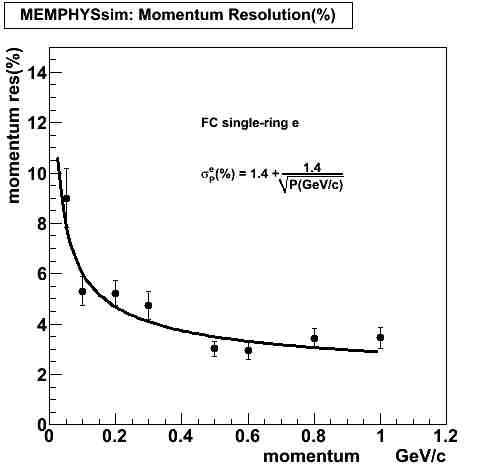 MEMPHYSsim: Momentum Resolution(%)
momentum res(%)
14
12
10
8
6
4
2
0
FC single-ring e
σ_p^e(%) = 1.4 + 1.4/√P(GeV/c)
0 0.2 0.4 0.6 0.8 1 1.2
momentum GeV/c